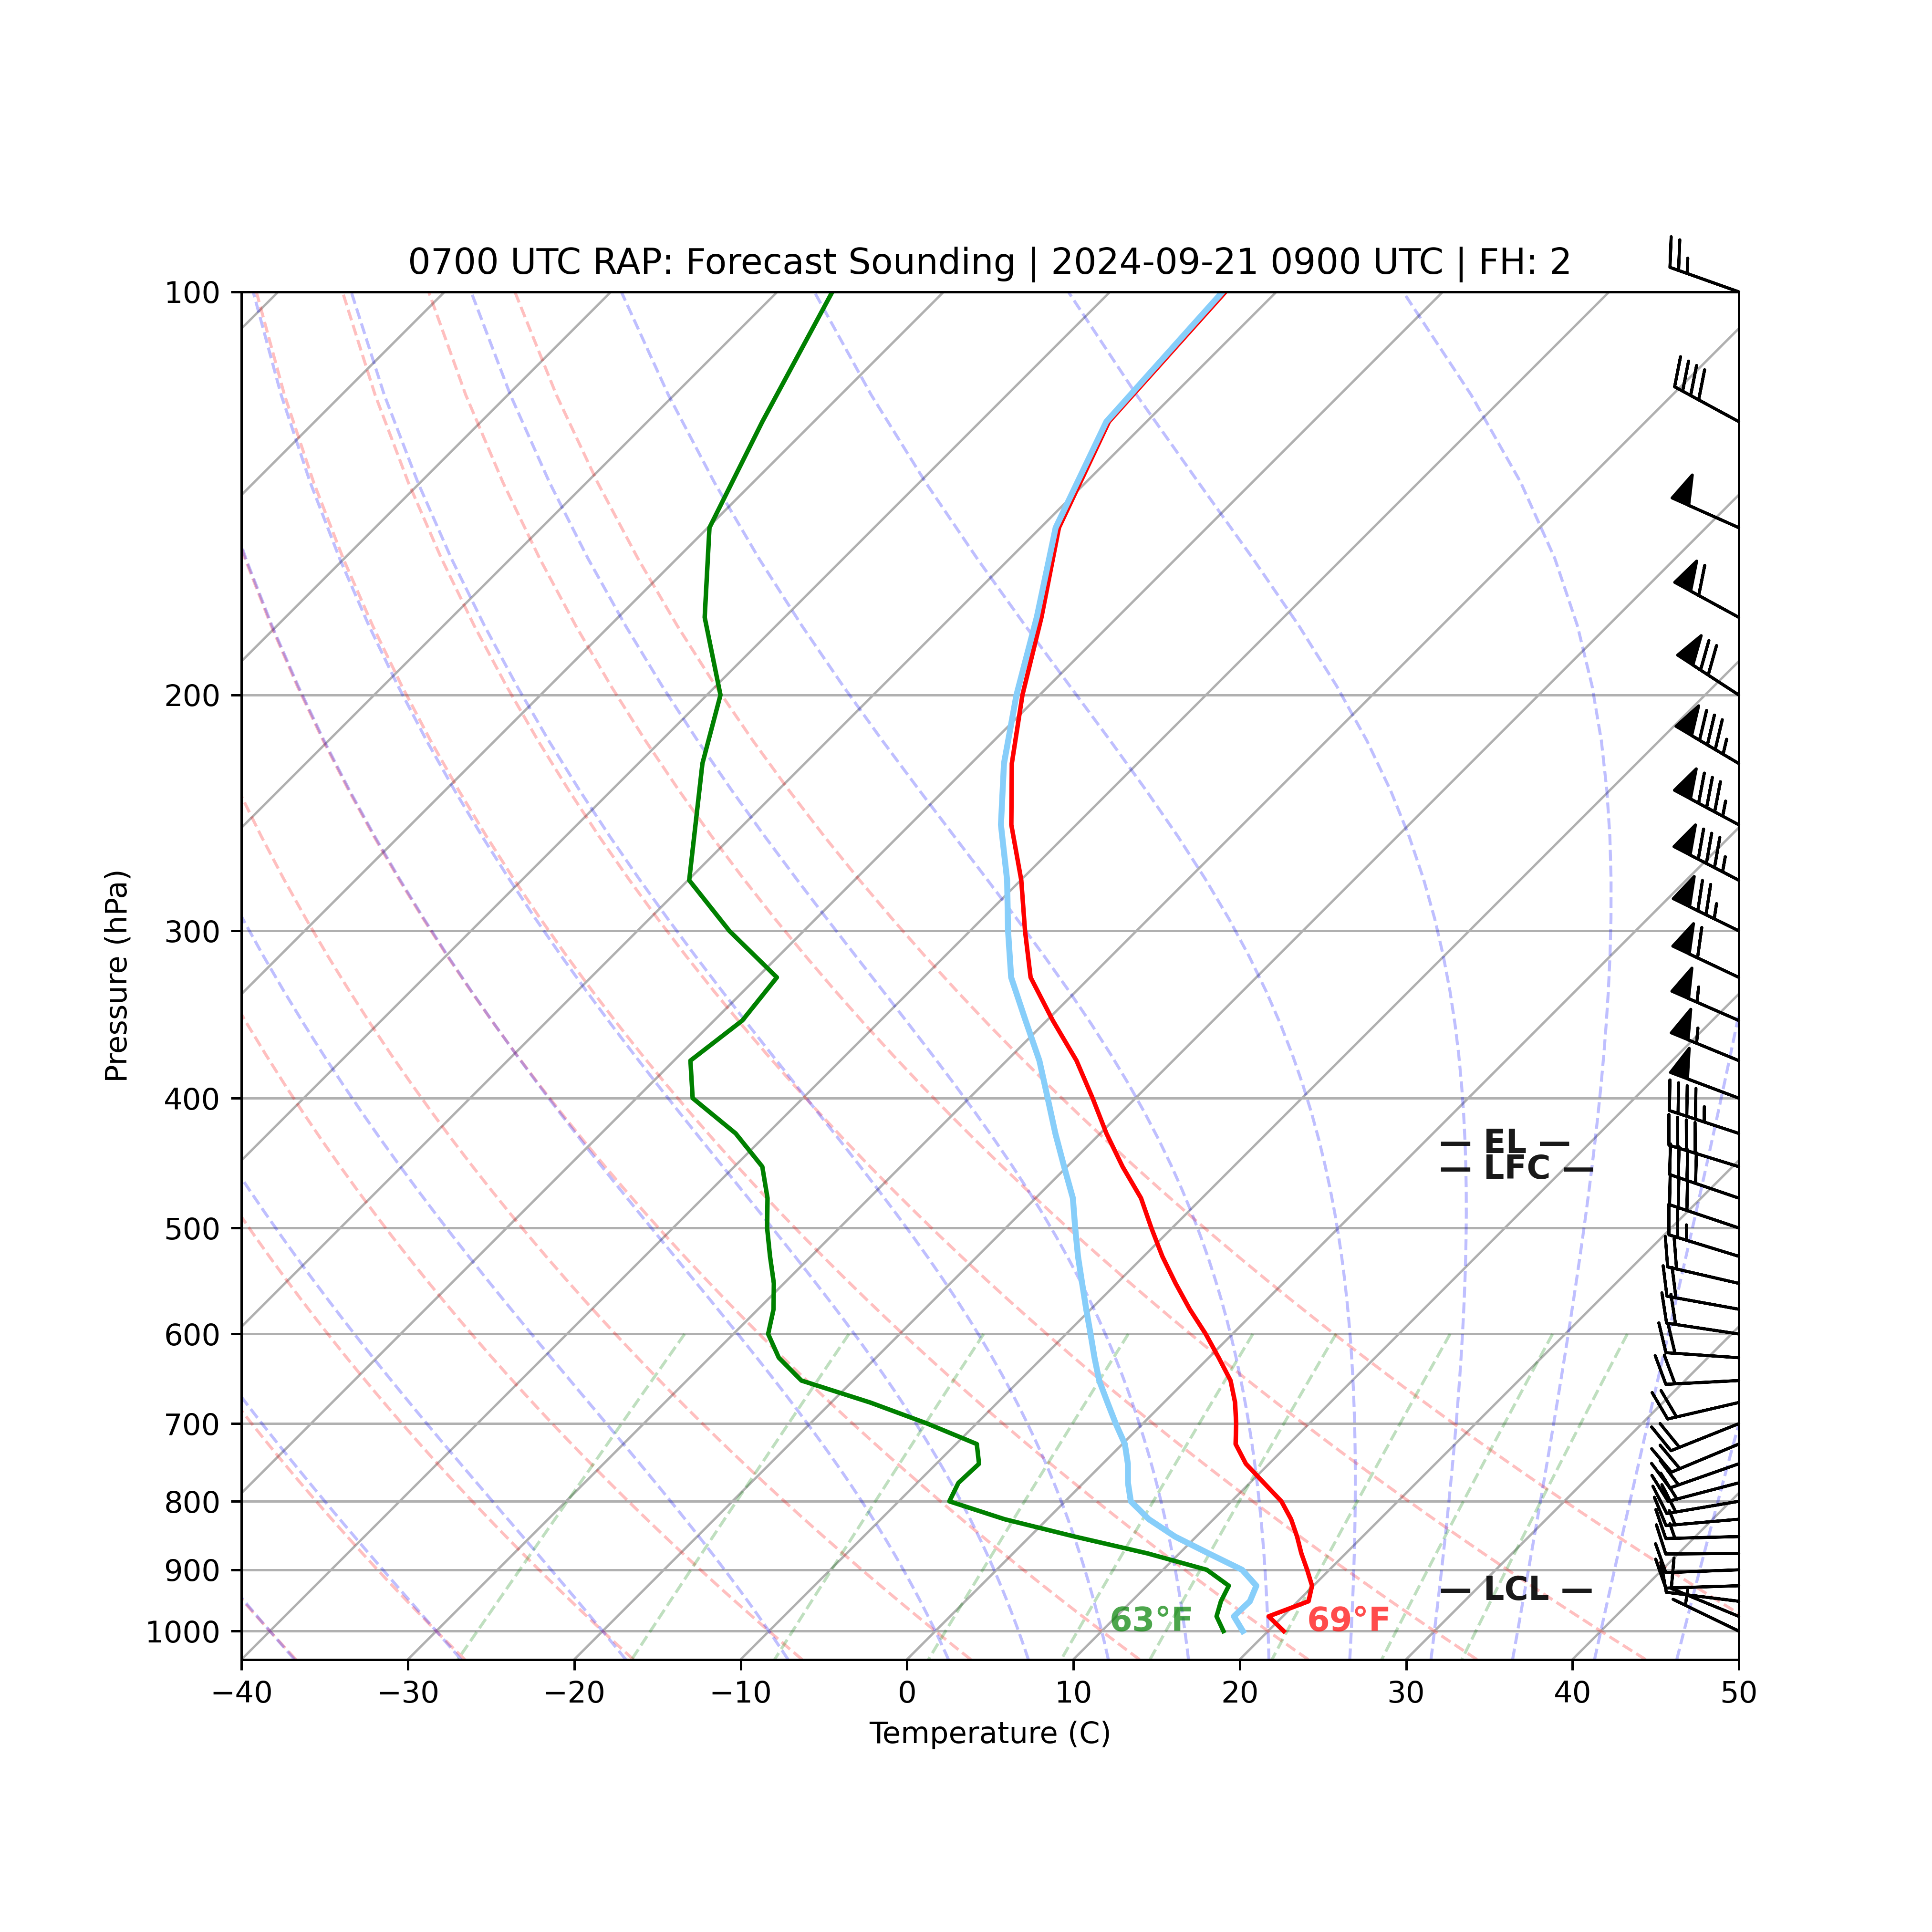 0700 UTC RAP: Forecast Sounding | 2024-09-21 0900 UTC | FH: 2
100
200
300
400
500
600
700
800
900
1000
Pressure (hPa)
— EL —
— LFC —
— LCL —
63°F
69°F
−40 −30 −20 −10 0 10 20 30 40 50
Temperature (C)